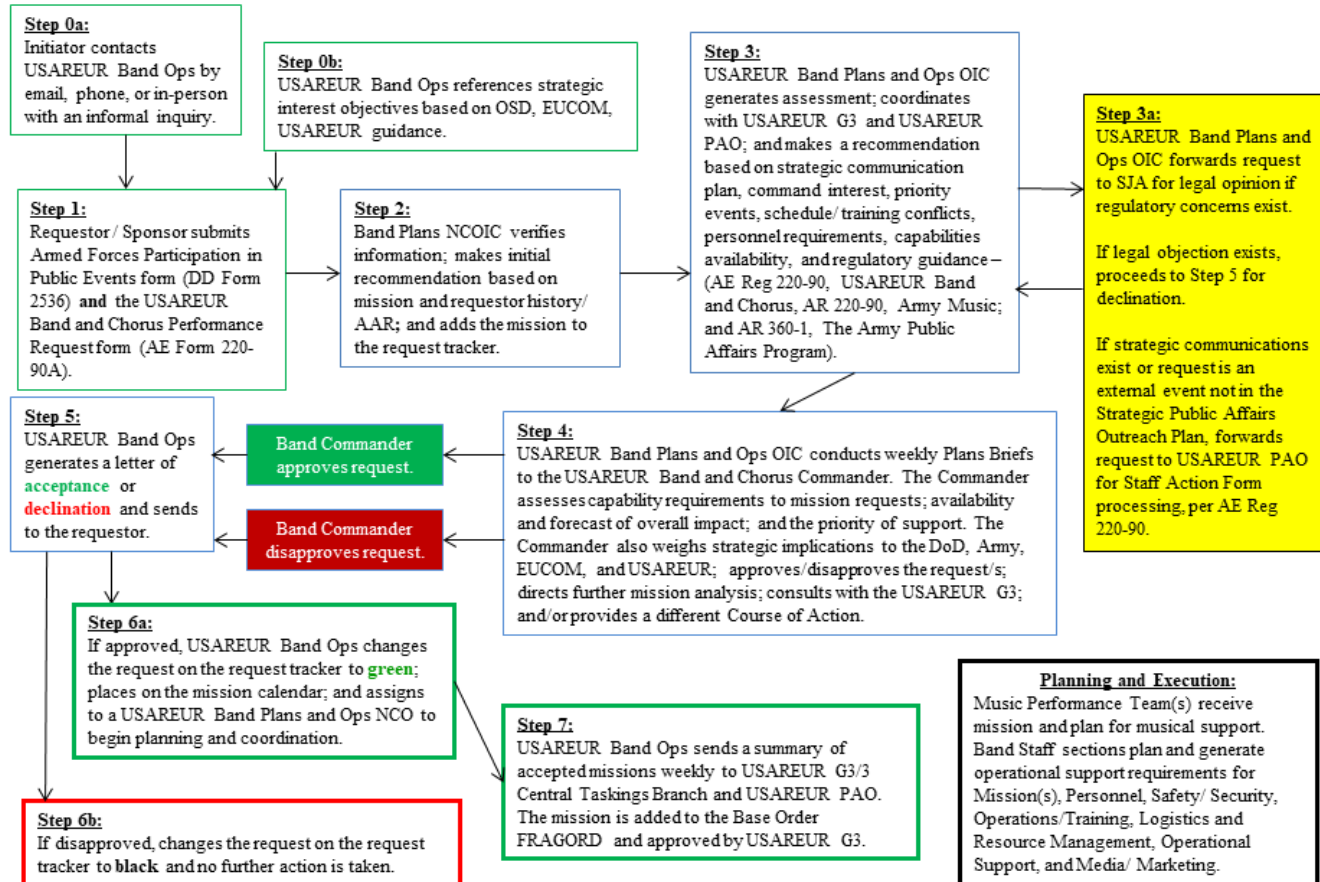 Step 0a:
Initiator contacts
USAREUR Band Ops by
email, phone, or in-person
with an informal inquiry.
Step 0b:
USAREUR Band Ops references strategic
interest objectives based on OSD, EUCOM,
USAREUR guidance.
Step 1:
Requestor/ Sponsor submits
Armed Forces Participation in
Public Events form (DD Form
2536) and the USAREUR
Band and Chorus Performance
Request form (AE Form 220-
90A).
Step 2:
Band Plans NCOIC verifies
information; makes initial
recommendation based on
mission and requestor history/
AAR; and adds the mission to
the request tracker.
Step 3:
USAREUR Band Plans and Ops OIC
generates assessment; coordinates
with USAREUR G3 and USAREUR
PAO; and makes a recommendation
based on strategic communication
plan, command interest, priority
events, schedule/ training conflicts,
personnel requirements, capabilities
availability, and regulatory guidance –
(AE Reg 220-90, USAREUR Band
and Chorus, AR 220-90, Army Music;
and AR 360-1, The Army Public
Affairs Program).
Step 3a:
USAREUR Band Plans and
Ops OIC forwards request
to SJA for legal opinion if
regulatory concerns exist.
If legal objection exists,
proceeds to Step 5 for
declination.
If strategic communications
exist or request is an
external event not in the
Strategic Public Affairs
Outreach Plan, forwards
request to USAREUR PAO
for Staff Action Form
processing, per AE Reg
220-90.
Step 4:
USAREUR Band Plans and Ops OIC conducts weekly Plans Briefs
to the USAREUR Band and Chorus Commander. The Commander
assesses capability requirements to mission requests; availability
and forecast of overall impact; and the priority of support. The
Commander also weighs strategic implications to the DoD, Army,
EUCOM, and USAREUR; approves/disapproves the request/s;
directs further mission analysis; consults with the USAREUR G3;
and/or provides a different Course of Action.
Band Commander
approves request.
Band Commander
disapproves request.
Step 5:
USAREUR Band Ops
generates a letter of
acceptance or
declination and sends
to the requestor.
Step 6a:
If approved, USAREUR Band Ops changes
the request on the request tracker to green;
places on the mission calendar; and assigns
to a USAREUR Band Plans and Ops NCO to
begin planning and coordination.
Step 6b:
If disapproved, changes the request on the request
tracker to black and no further action is taken.
Step 7:
USAREUR Band Ops sends a summary of
accepted missions weekly to USAREUR G3/3
Central Taskings Branch and USAREUR PAO.
The mission is added to the Base Order
FRAGORD and approved by USAREUR G3.
Planning and Execution:
Music Performance Team(s) receive
mission and plan for musical support.
Band Staff sections plan and generate
operational support requirements for
Mission(s), Personnel, Safety/ Security,
Operations/Training, Logistics and
Resource Management, Operational
Support, and Media/ Marketing.